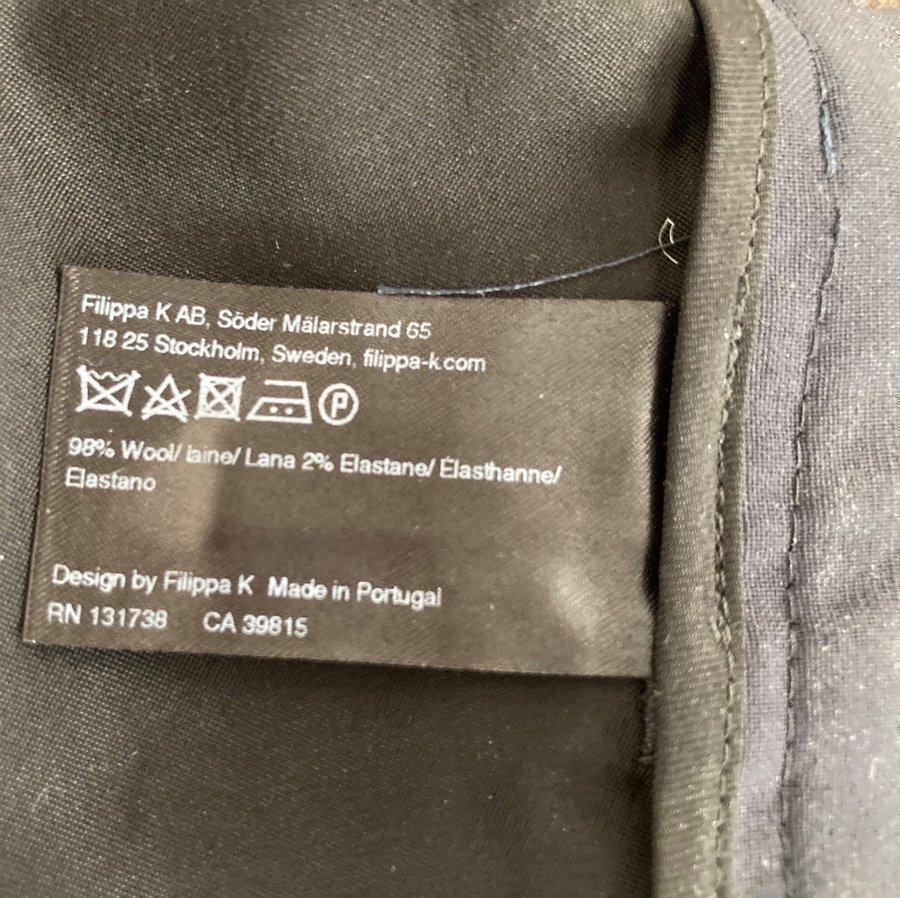 Filippa K AB, Söder Mälarstrand 65
118 25 Stockholm, Sweden, filippa-k.com
P
98% Wool/ laine/ Lana 2% Elastane/ Élasthanne/
Elastano
Design by Filippa K Made in Portugal
RN 131738 CA 39815